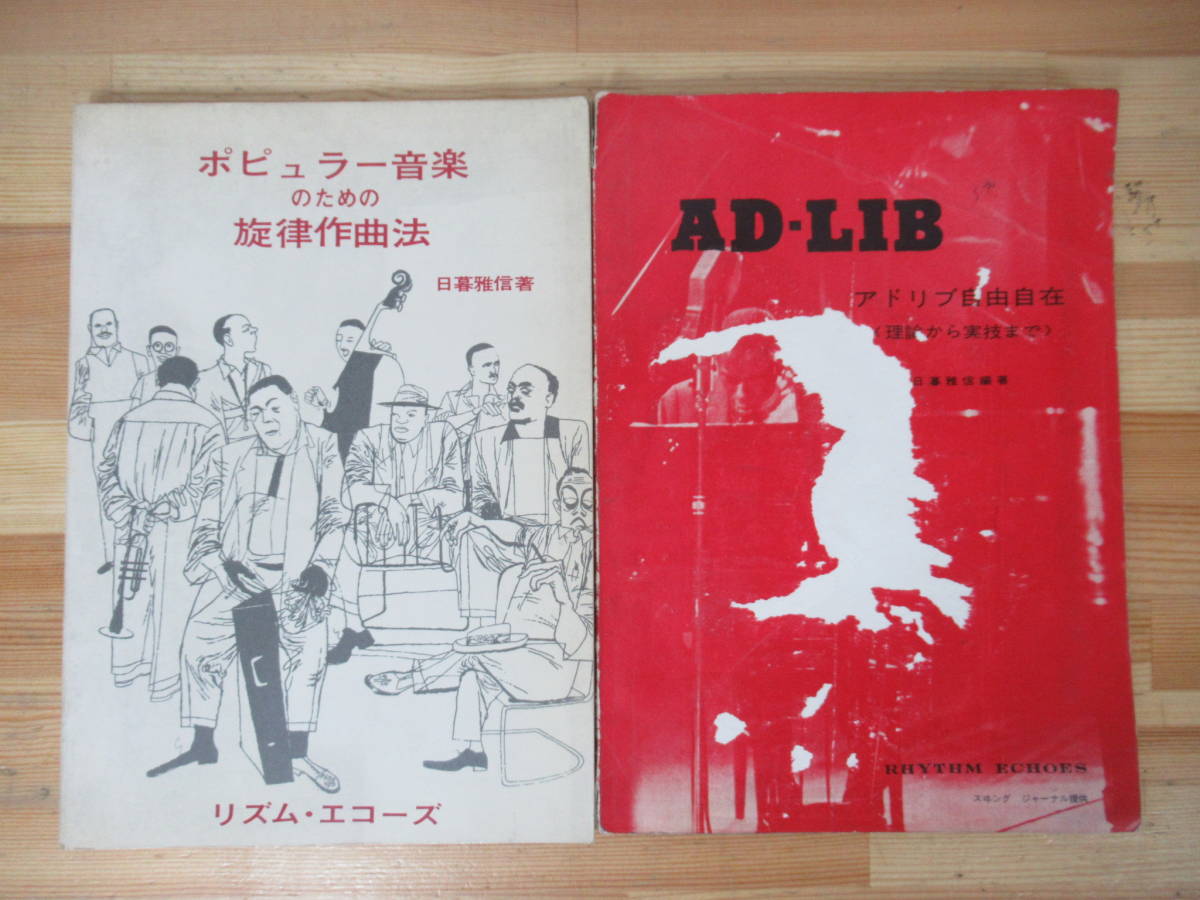 ポピュラー音楽
のための
旋律作曲法
日暮雅信著
リズム・エコーズ
AD-LIB
アドリブ自由自在
(理論から実技まで)
日暮雅信編著
RHYTHM ECHOES
スヰング ジャーナル提供